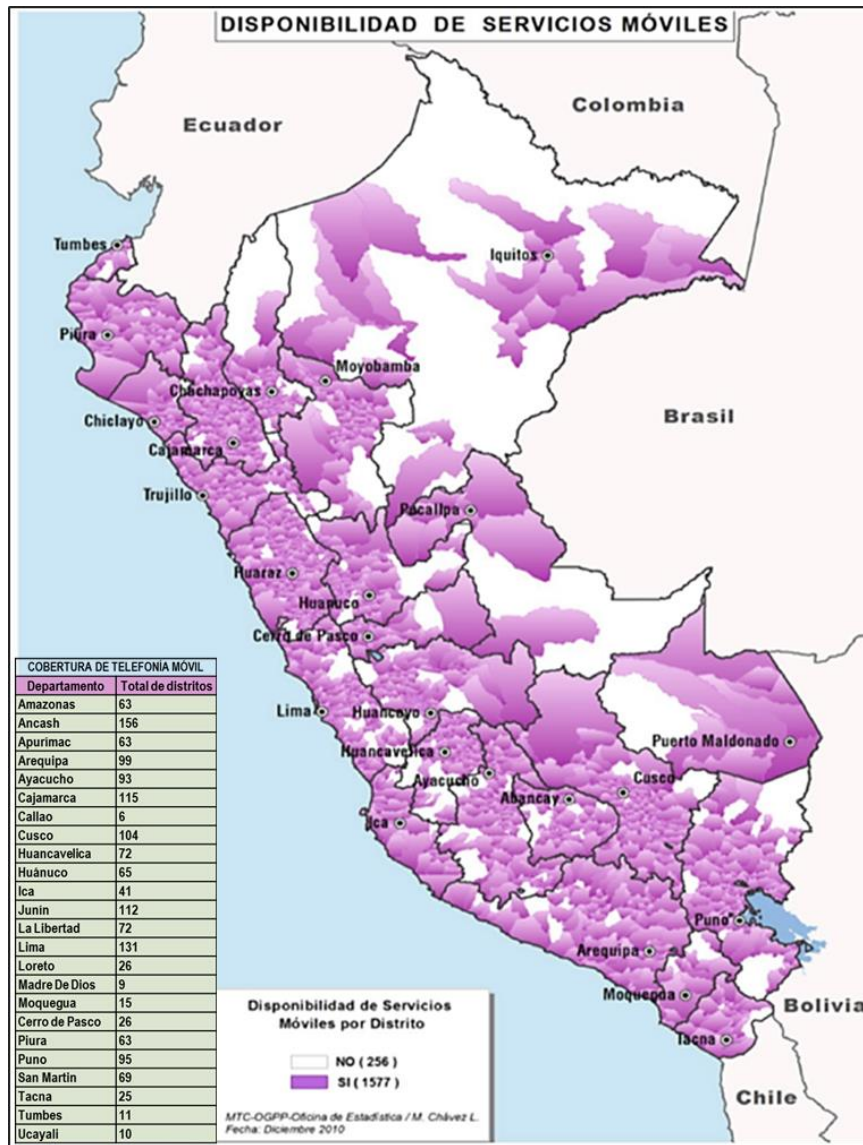 DISPONIBILIDAD DE SERVICIOS MÓVILES
Colombia
Ecuador
Tumbes
Iquitos
Piura
Moyobamba
Chachapoyas
Chiclayo
Brasil
Cajamarca
Trujillo
Pucallpa
Huaraz
Huanuco
Cerro de Pasco
Lima
Huancayo
Puerto Maldonado
Huancavelica
Ayacucho
Cusco
Abancay
Ica
Puno
Arequipa
Moquegua
Bolivia
Tacna
Chile
COBERTURA DE TELEFONÍA MÓVIL
Departamento Total de distritos
Amazonas 63
Ancash 156
Apurimac 63
Arequipa 99
Ayacucho 93
Cajamarca 115
Callao 6
Cusco 104
Huancavelica 72
Huánuco 65
Ica 41
Junin 112
La Libertad 72
Lima 131
Loreto 26
Madre De Dios 9
Moquegua 15
Cerro de Pasco 26
Piura 63
Puno 95
San Martin 69
Tacna 25
Tumbes 11
Ucayali 10
Disponibilidad de Servicios
Móviles por Distrito
NO ( 256 )
SI ( 1577 )
MTC-OGPP-Oficina de Estadística / M. Chávez L.
Fecha: Diciembre 2010